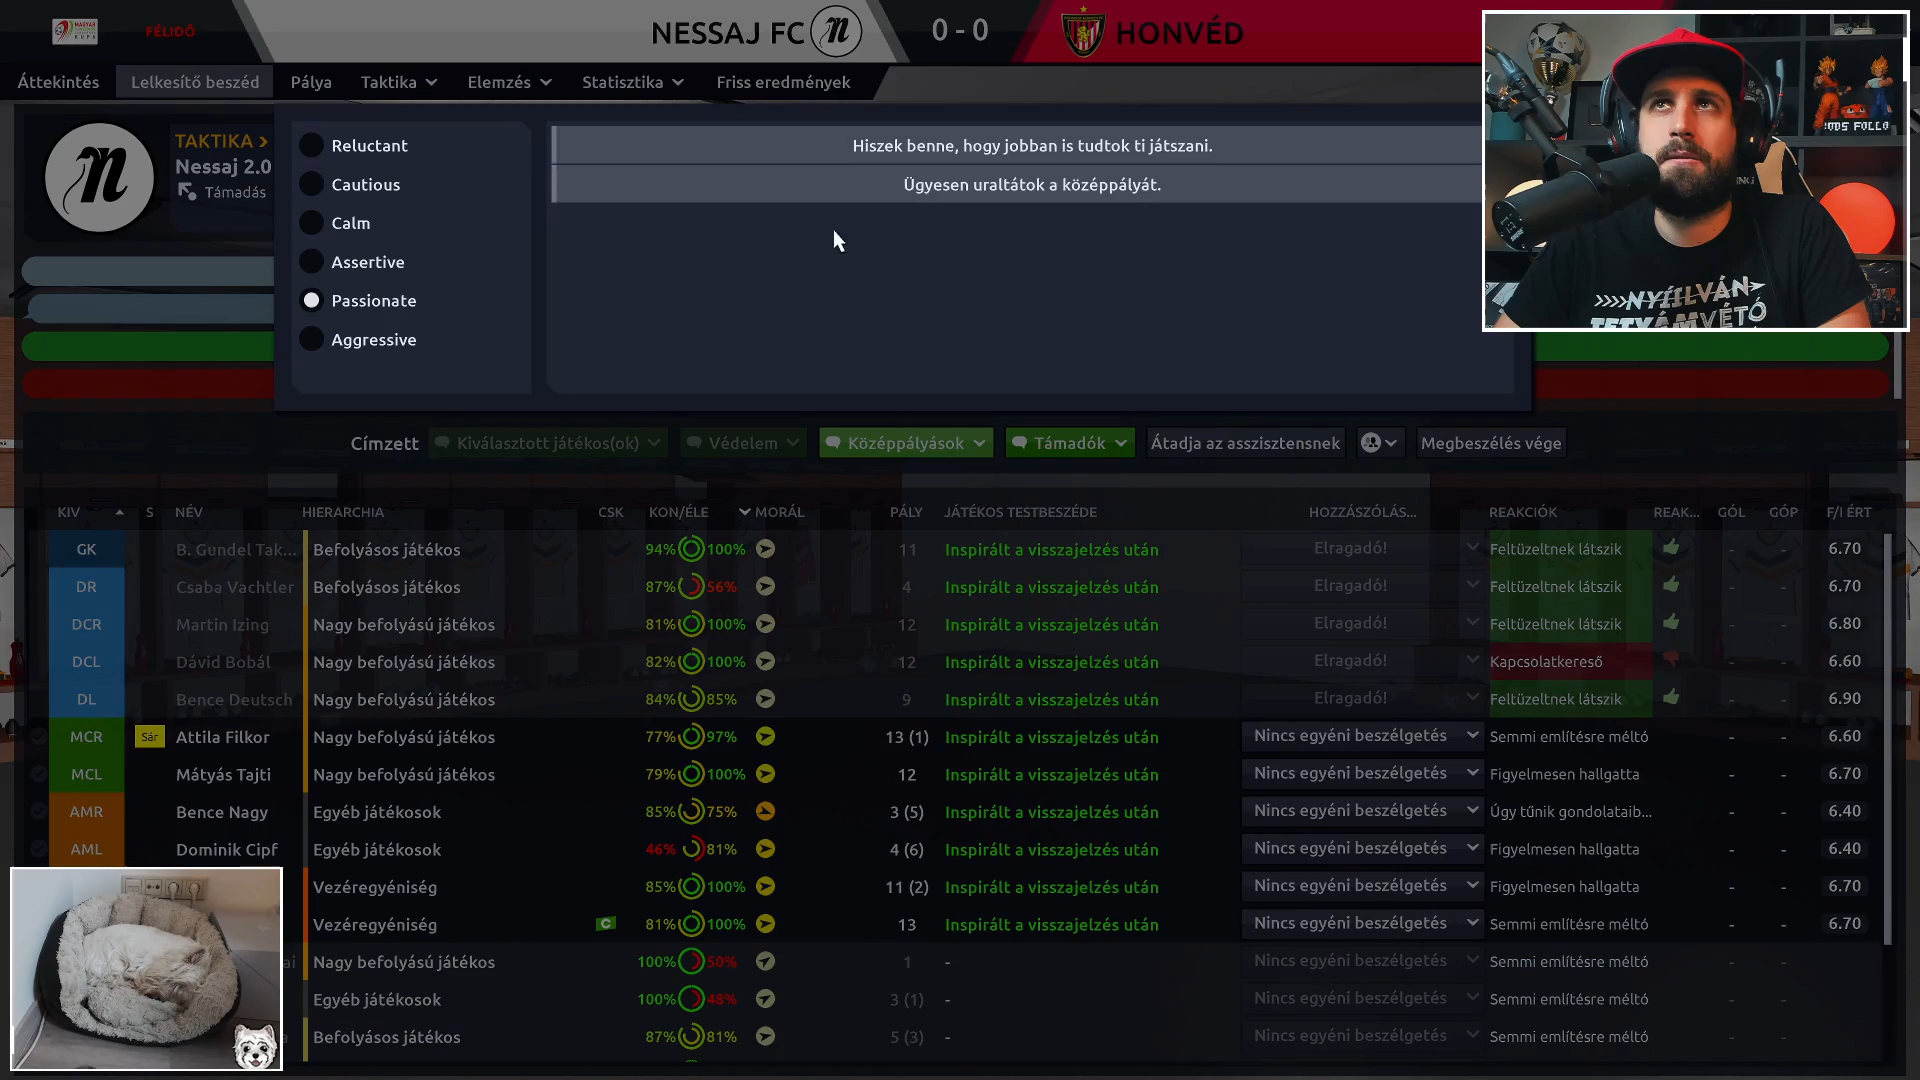 FÉLIDŐ
NESSAJ FC
0 - 0
HONVÉD
Áttekintés
Lelkesítő beszéd
Pálya
Taktika
Elemzés
Statisztika
Friss eredmények
TAKTIKA >
Nessaj 2.0
Támadás
Reluctant
Cautious
Calm
Assertive
Passionate
Aggressive
Hiszek benne, hogy jobban is tudtok ti játszani.
Ügyesen uraltátok a középpályát.
NYIILVÁN
TETYÁMVÉTÓ
Címzett
Kiválasztott játékos(ok)
Védelem
Középpályások
Támadók
Átadja az asszisztensnek
Megbeszélés vége
KIV S NÉV HIERARCHIA CSK KON/ÉLE MORÁL PÁLY JÁTÉKOS TESTBESZÉDE HOZZÁSZÓLÁS... REAKCIÓK REAK... GÓL GÓP F/I ÉRT
GK B. Gundel Tak... Befolyásos játékos 94% 100% 11 Inspirált a visszajelzés után Elragadó! Feltüzeltnek látszik - - 6.70
DR Csaba Vachtler Befolyásos játékos 87% 56% 4 Inspirált a visszajelzés után Elragadó! Feltüzeltnek látszik - - 6.70
DCR Martin Izing Nagy befolyású játékos 81% 100% 12 Inspirált a visszajelzés után Elragadó! Feltüzeltnek látszik - - 6.80
DCL Dávid Bobál Nagy befolyású játékos 82% 100% 12 Inspirált a visszajelzés után Elragadó! Kapcsolatkereső - - 6.60
DL Bence Deutsch Nagy befolyású játékos 84% 85% 9 Inspirált a visszajelzés után Elragadó! Feltüzeltnek látszik - - 6.90
MCR Sár Attila Filkor Nagy befolyású játékos 77% 97% 13 (1) Inspirált a visszajelzés után Nincs egyéni beszélgetés Semmi említésre méltó - - 6.60
MCL Mátyás Tajti Nagy befolyású játékos 79% 100% 12 Inspirált a visszajelzés után Nincs egyéni beszélgetés Figyelmesen hallgatta - - 6.70
AMR Bence Nagy Egyéb játékosok 85% 75% 3 (5) Inspirált a visszajelzés után Nincs egyéni beszélgetés Úgy tűnik gondolataib... - - 6.40
AML Dominik Cipf Egyéb játékosok 46% 81% 4 (6) Inspirált a visszajelzés után Nincs egyéni beszélgetés Figyelmesen hallgatta - - 6.40
Vezéregyéniség 85% 100% 11 (2) Inspirált a visszajelzés után Nincs egyéni beszélgetés Figyelmesen hallgatta - - 6.70
Vezéregyéniség C 81% 100% 13 Inspirált a visszajelzés után Nincs egyéni beszélgetés Semmi említésre méltó - - 6.70
Nagy befolyású játékos 100% 50% 1 - Nincs egyéni beszélgetés Semmi említésre méltó - -
Egyéb játékosok 100% 48% 3 (1) - Nincs egyéni beszélgetés Semmi említésre méltó - -
Befolyásos játékos 87% 81% 5 (3) - Nincs egyéni beszélgetés Semmi említésre méltó - -